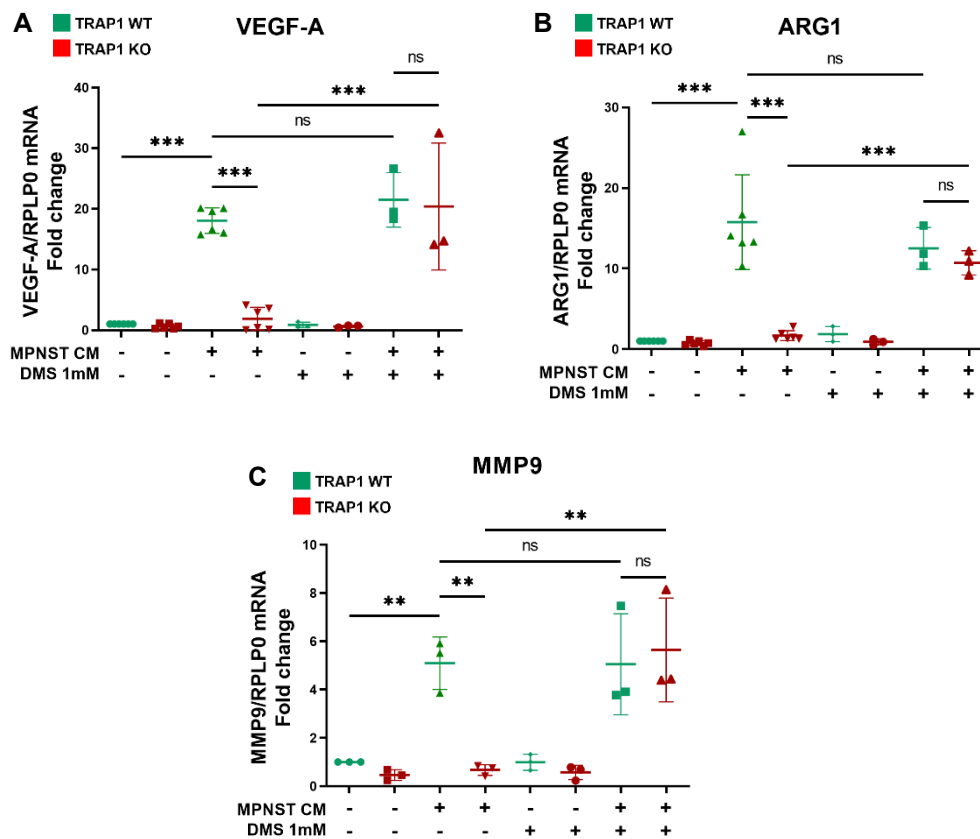 A
TRAP1 WT
TRAP1 KO
VEGF-A
VEGF-A/RPLP0 mRNA
Fold change
40
30
20
10
0
***
***
ns
***
ns
MPNST CM - - + + - - + +
DMS 1mM - - - - + + + +
B
TRAP1 WT
TRAP1 KO
ARG1
ARG1/RPLP0 mRNA
Fold change
30
20
10
0
***
***
ns
***
ns
MPNST CM - - + + - - + +
DMS 1mM - - - - + + + +
C
TRAP1 WT
TRAP1 KO
MMP9
MMP9/RPLP0 mRNA
Fold change
10
8
6
4
2
0
**
**
ns
**
ns
MPNST CM - - + + - - + +
DMS 1mM - - - - + + + +